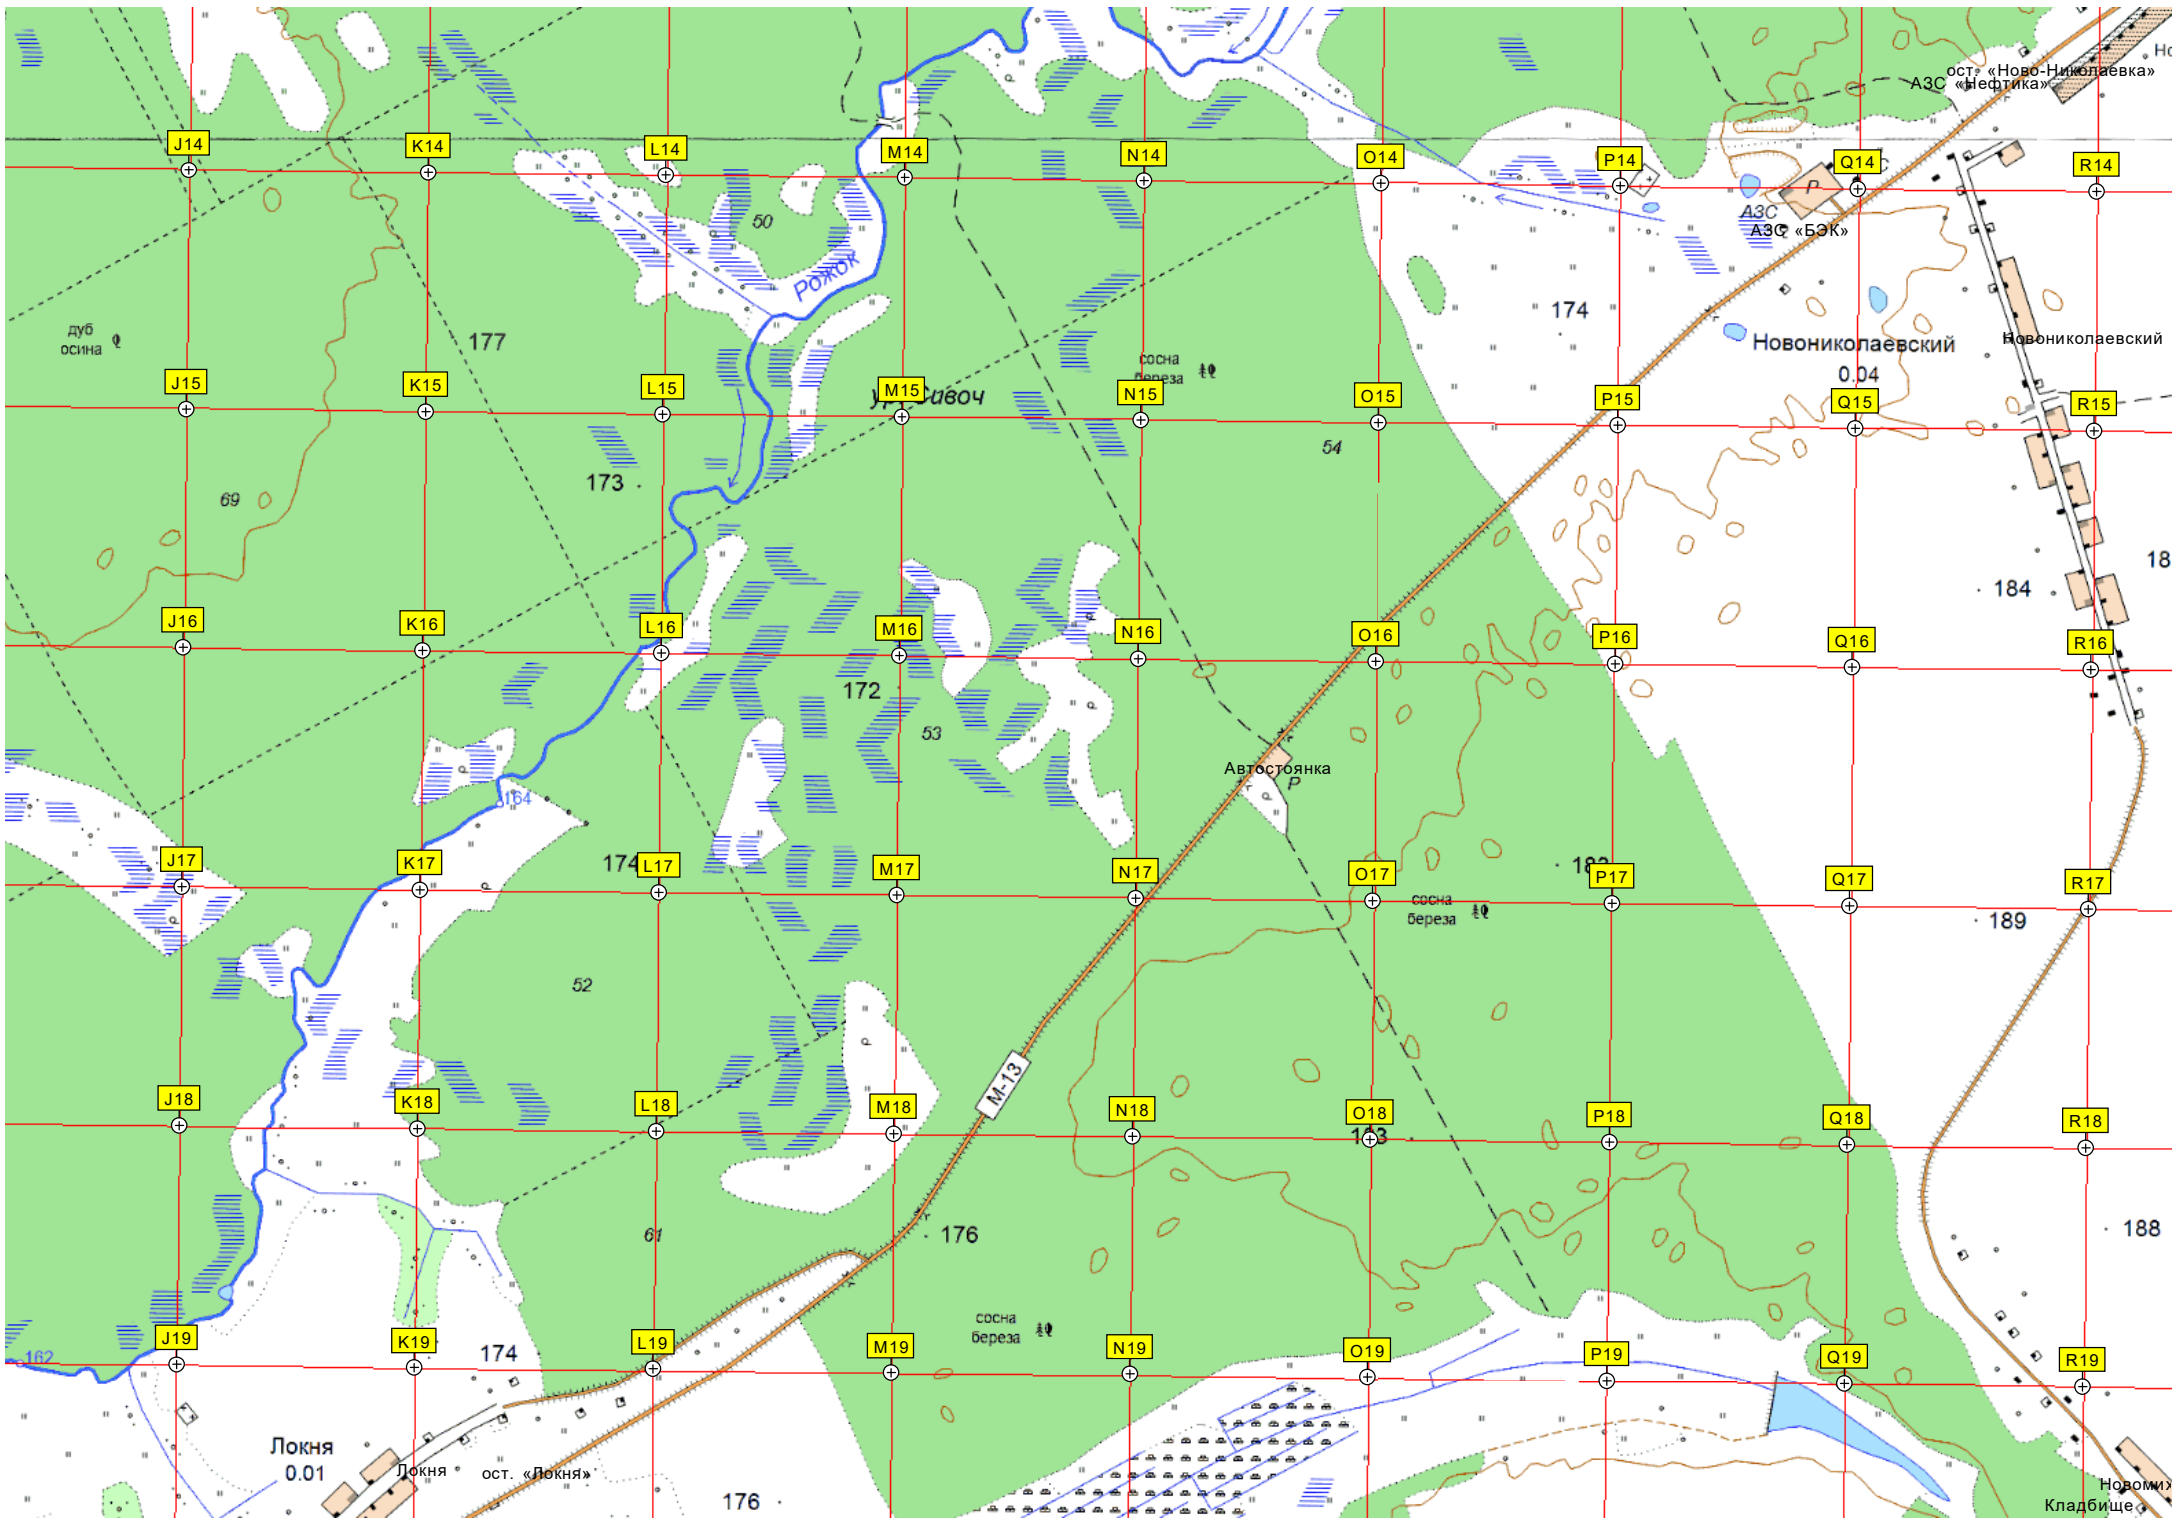 Но
ост. «Ново-Николаевка»
АЗС «Нефтика»
J14
K14
L14
M14
N14
O14
P14
Q14
R14
P
АЗС
АЗС «БЭК»
50
Рожок
174
дуб
осина
177
Новониколаевский
0.04
Новониколаевский
сосна
береза
J15
K15
L15
M15
N15
O15
P15
Q15
R15
ур. Сивоч
54
69
173
18
184
J16
K16
L16
M16
N16
O16
P16
Q16
R16
172
53
Автостоянка
P
164
J17
K17
174
L17
M17
N17
O17
P17
Q17
R17
сосна
береза
189
52
М-13
J18
K18
L18
M18
N18
O18
P18
Q18
R18
61
176
188
сосна
береза
162
J19
K19
174
L19
M19
N19
O19
P19
Q19
R19
Локня
0.01
Локня
ост. «Локня»
176
Новомих
Кладбище